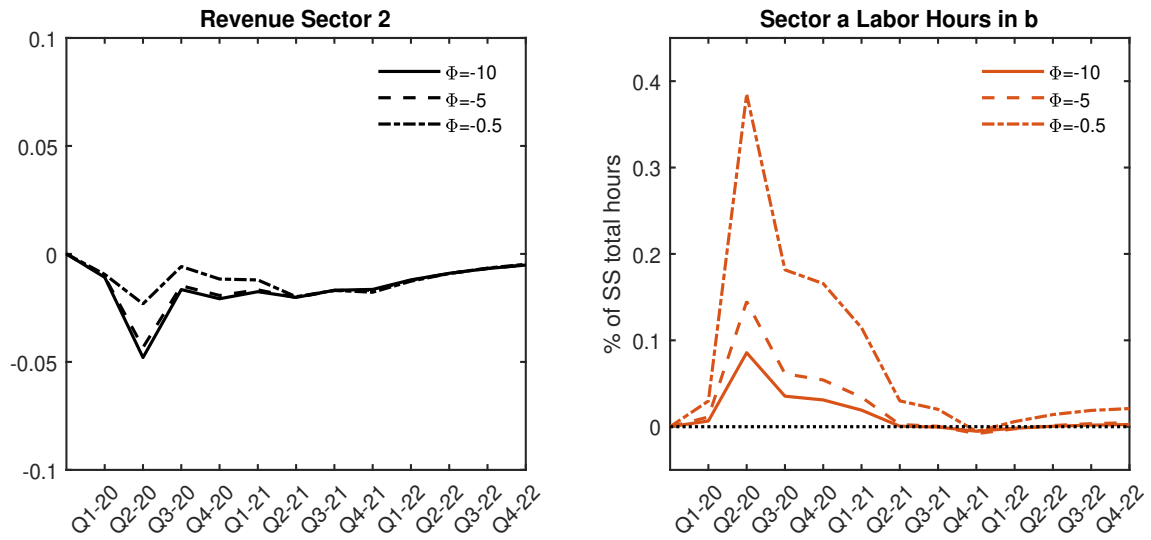 Revenue Sector 2
0.1
0.05
0
-0.05
-0.1
Φ=-10
Φ=-5
Φ=-0.5
Q1-20
Q2-20
Q3-20
Q4-20
Q1-21
Q2-21
Q3-21
Q4-21
Q1-22
Q2-22
Q3-22
Q4-22
Sector a Labor Hours in b
% of SS total hours
0.4
0.3
0.2
0.1
0
Φ=-10
Φ=-5
Φ=-0.5
Q1-20
Q2-20
Q3-20
Q4-20
Q1-21
Q2-21
Q3-21
Q4-21
Q1-22
Q2-22
Q3-22
Q4-22